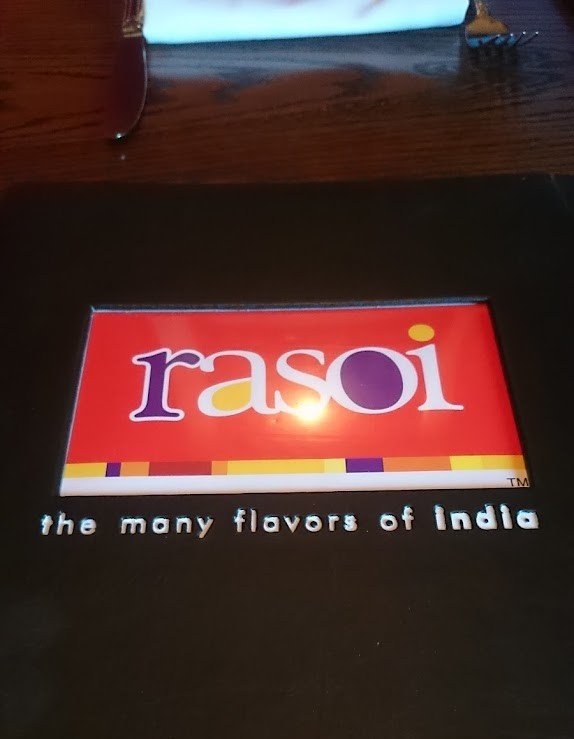 rasoi
TM
the many flavors of india